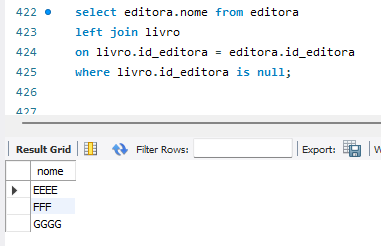 422 select editora.nome from editora
423 left join livro
424 on livro.id_editora = editora.id_editora
425 where livro.id_editora is null;
426
427
Result Grid Filter Rows: Export:
nome
EEEE
FFF
GGGG